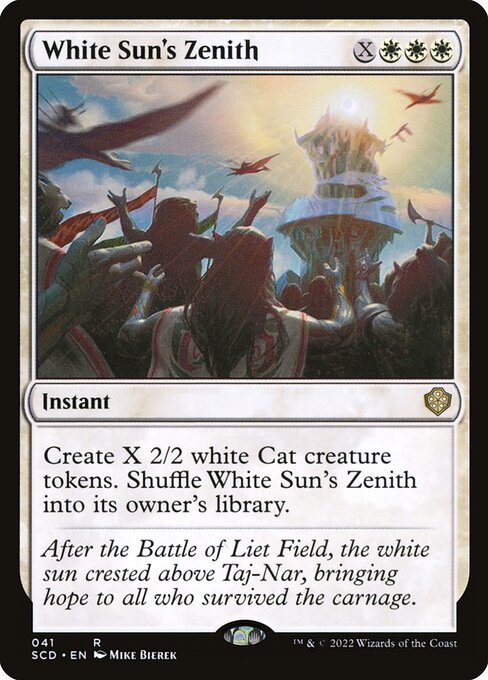 White Sun's Zenith X
Instant
Create X 2/2 white Cat creature
tokens. Shuffle White Sun's Zenith
into its owner's library.
After the Battle of Liet Field, the white
sun crested above Taj-Nar, bringing
hope to all who survived the carnage.
041 R
SCD • EN Mike Bierek
™ & © 2022 Wizards of the Coast